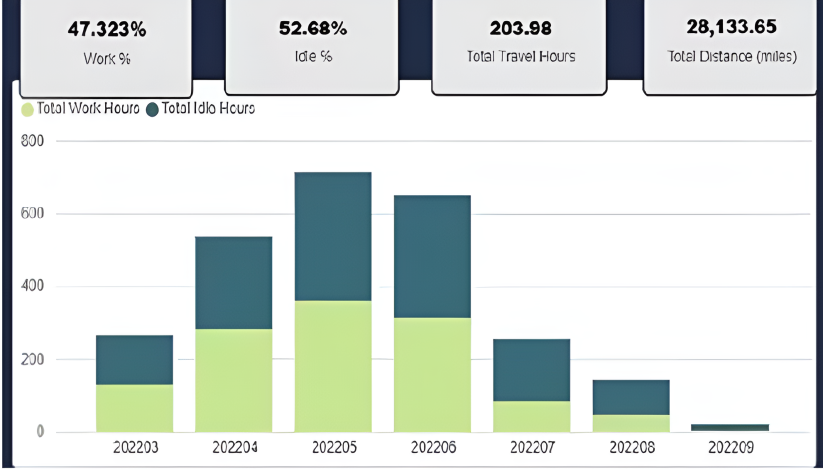 47.323%
Work %
52.68%
Idle %
203.98
Total Travel Hours
28,133.65
Total Distance (miles)
Total Work Hours Total Idlo Hours
800
600
400
200
0
202203 202204 202205 202206 202207 202208 202209